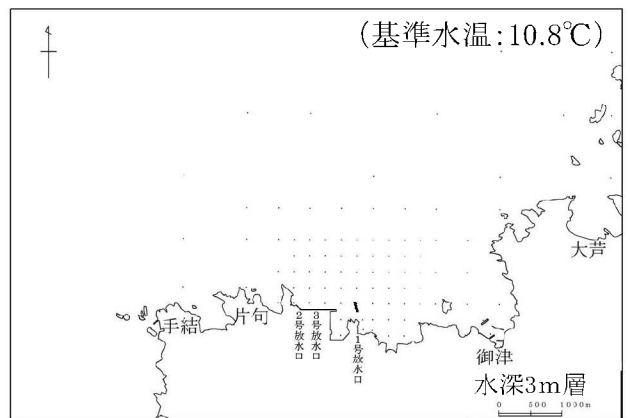 (基準水温:10.8℃)
大芦
手結
片句
2号放水口
3号放水口
1号放水口
御津
水深3m層
0 500 1000m